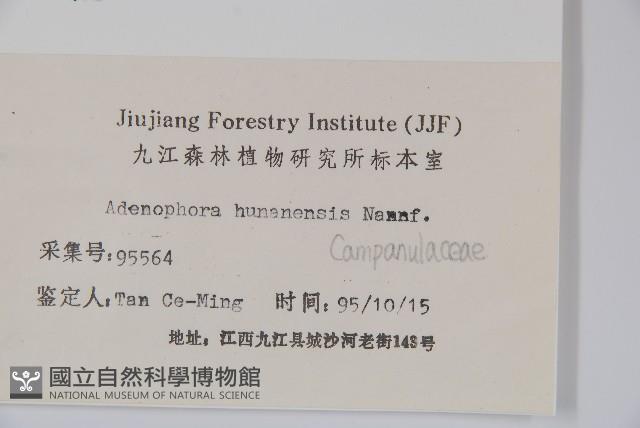 Jiujiang Forestry Institute (JJF)
九江森林植物研究所标本室
Adenophora hunanensis Nannf.
Campanulaceae
采集号:95564
鉴定人:Tan Ce-Ming 时间:95/10/15
地址:江西九江县城沙河老街143号
國立自然科學博物館
NATIONAL MUSEUM OF NATURAL SCIENCE